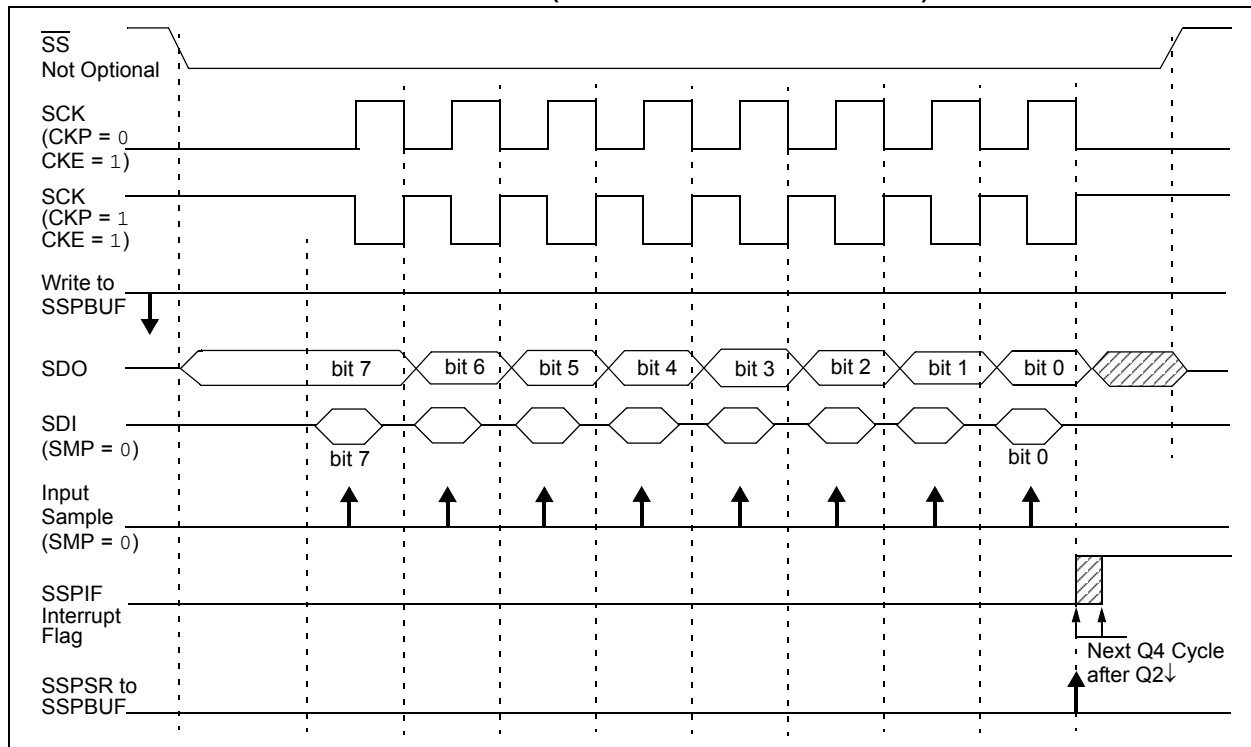 SS
Not Optional
SCK
(CKP = 0
CKE = 1)
SCK
(CKP = 1
CKE = 1)
Write to
SSPBUF
SDO
bit 7 bit 6 bit 5 bit 4 bit 3 bit 2 bit 1 bit 0
SDI
(SMP = 0)
bit 7 bit 0
Input
Sample
(SMP = 0)
SSPIF
Interrupt
Flag
Next Q4 Cycle
after Q2↓
SSPSR to
SSPBUF